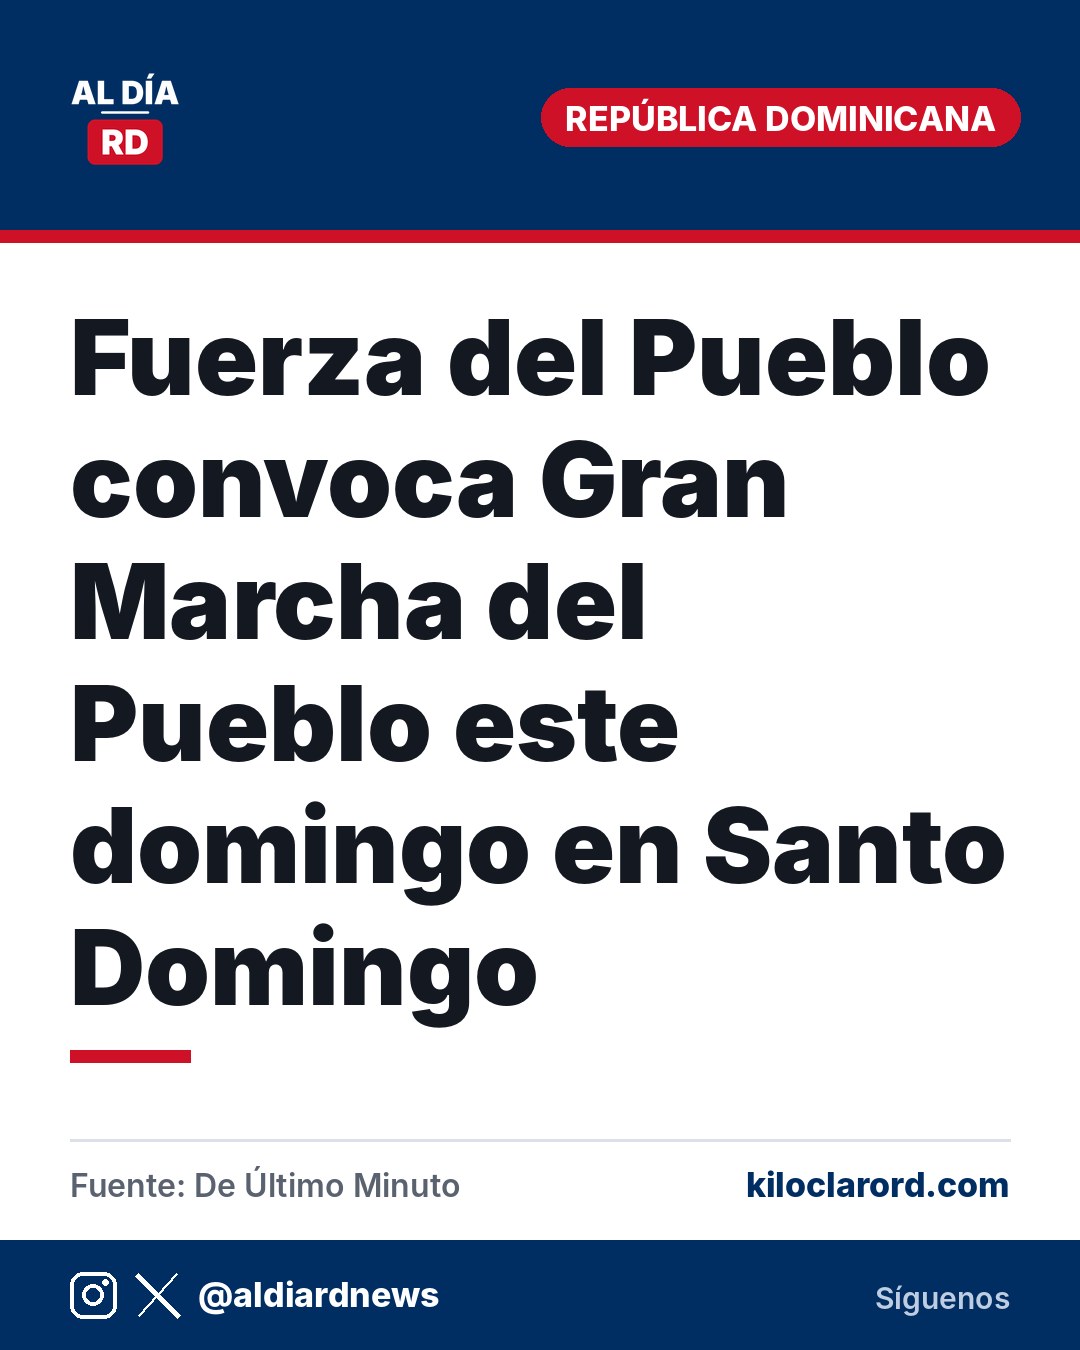 AL DÍA
RD
REPÚBLICA DOMINICANA
Fuerza del Pueblo
convoca Gran
Marcha del
Pueblo este
domingo en Santo
Domingo
Fuente: De Último Minuto
kiloclarord.com
@aldiardnews
Síguenos